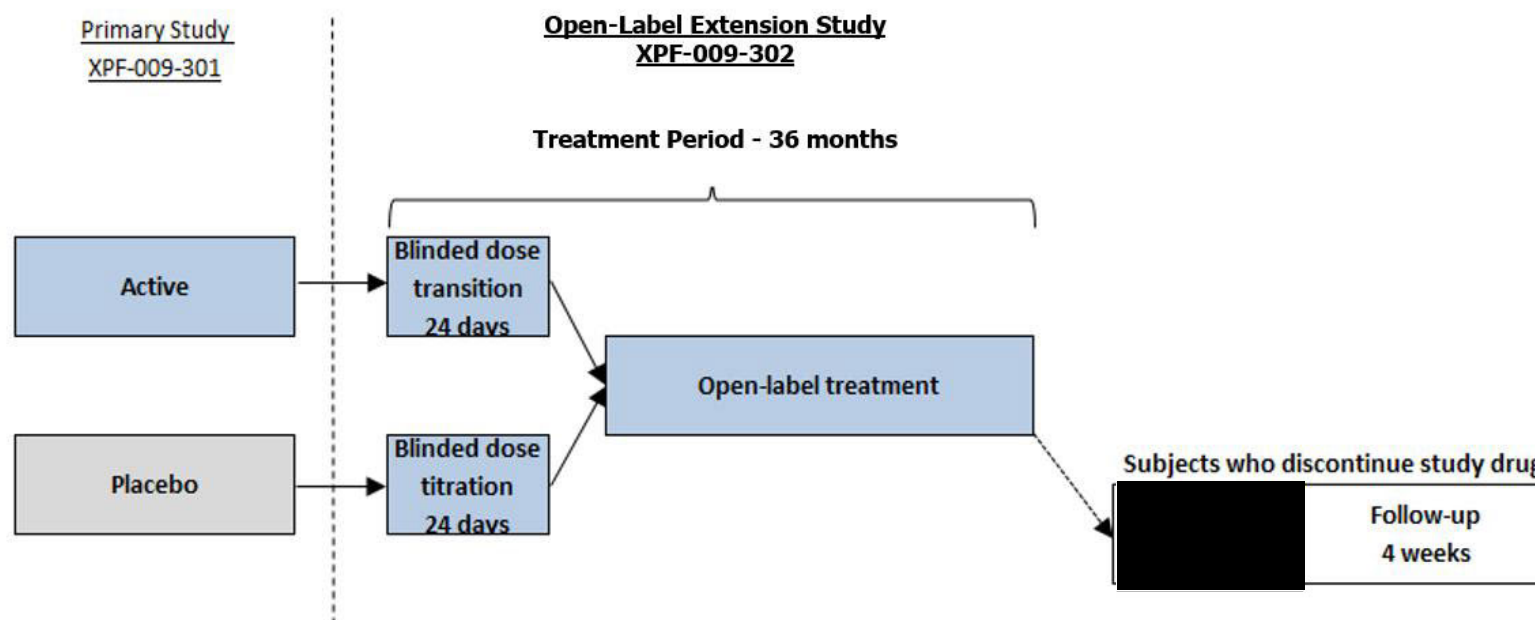 Primary Study
XPF-009-301
Open-Label Extension Study
XPF-009-302
Treatment Period - 36 months
Active
Blinded dose
transition
24 days
Open-label treatment
Placebo
Blinded dose
titration
24 days
Subjects who discontinue study drug
Follow-up
4 weeks